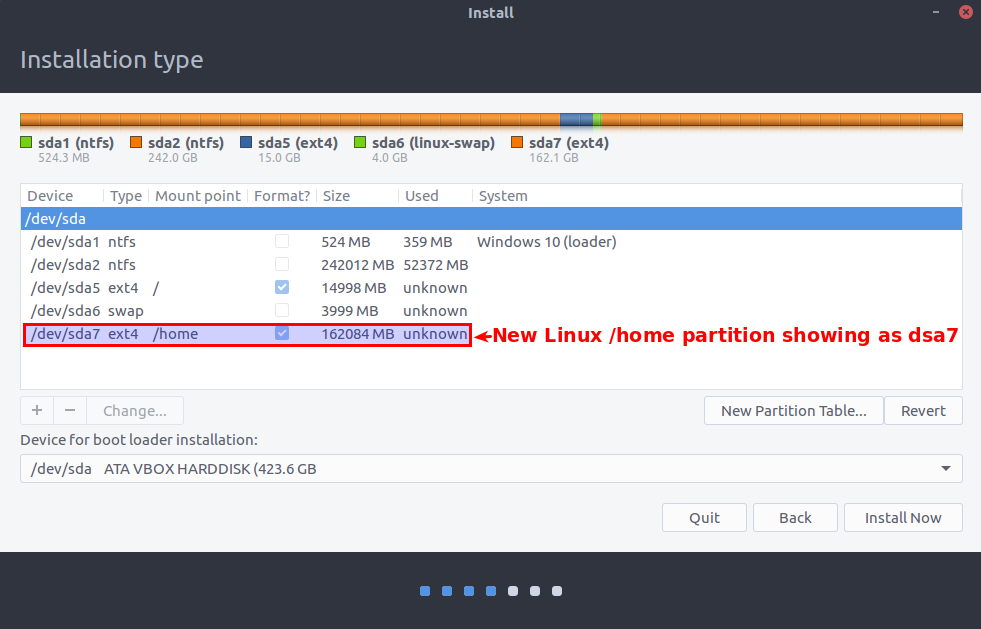 Install
Installation type
sda1 (ntfs) sda2 (ntfs) sda5 (ext4) sda6 (linux-swap) sda7 (ext4)
524.3 MB 242.0 GB 15.0 GB 4.0 GB 162.1 GB
Device Type Mount point Format? Size Used System
/dev/sda
/dev/sda1 ntfs 524 MB 359 MB Windows 10 (loader)
/dev/sda2 ntfs 242012 MB 52372 MB
/dev/sda5 ext4 / 14998 MB unknown
/dev/sda6 swap 3999 MB unknown
/dev/sda7 ext4 /home 162084 MB unknown New Linux /home partition showing as dsa7
+ − Change... New Partition Table... Revert
Device for boot loader installation:
/dev/sda ATA VBOX HARDDISK (423.6 GB
Quit Back Install Now